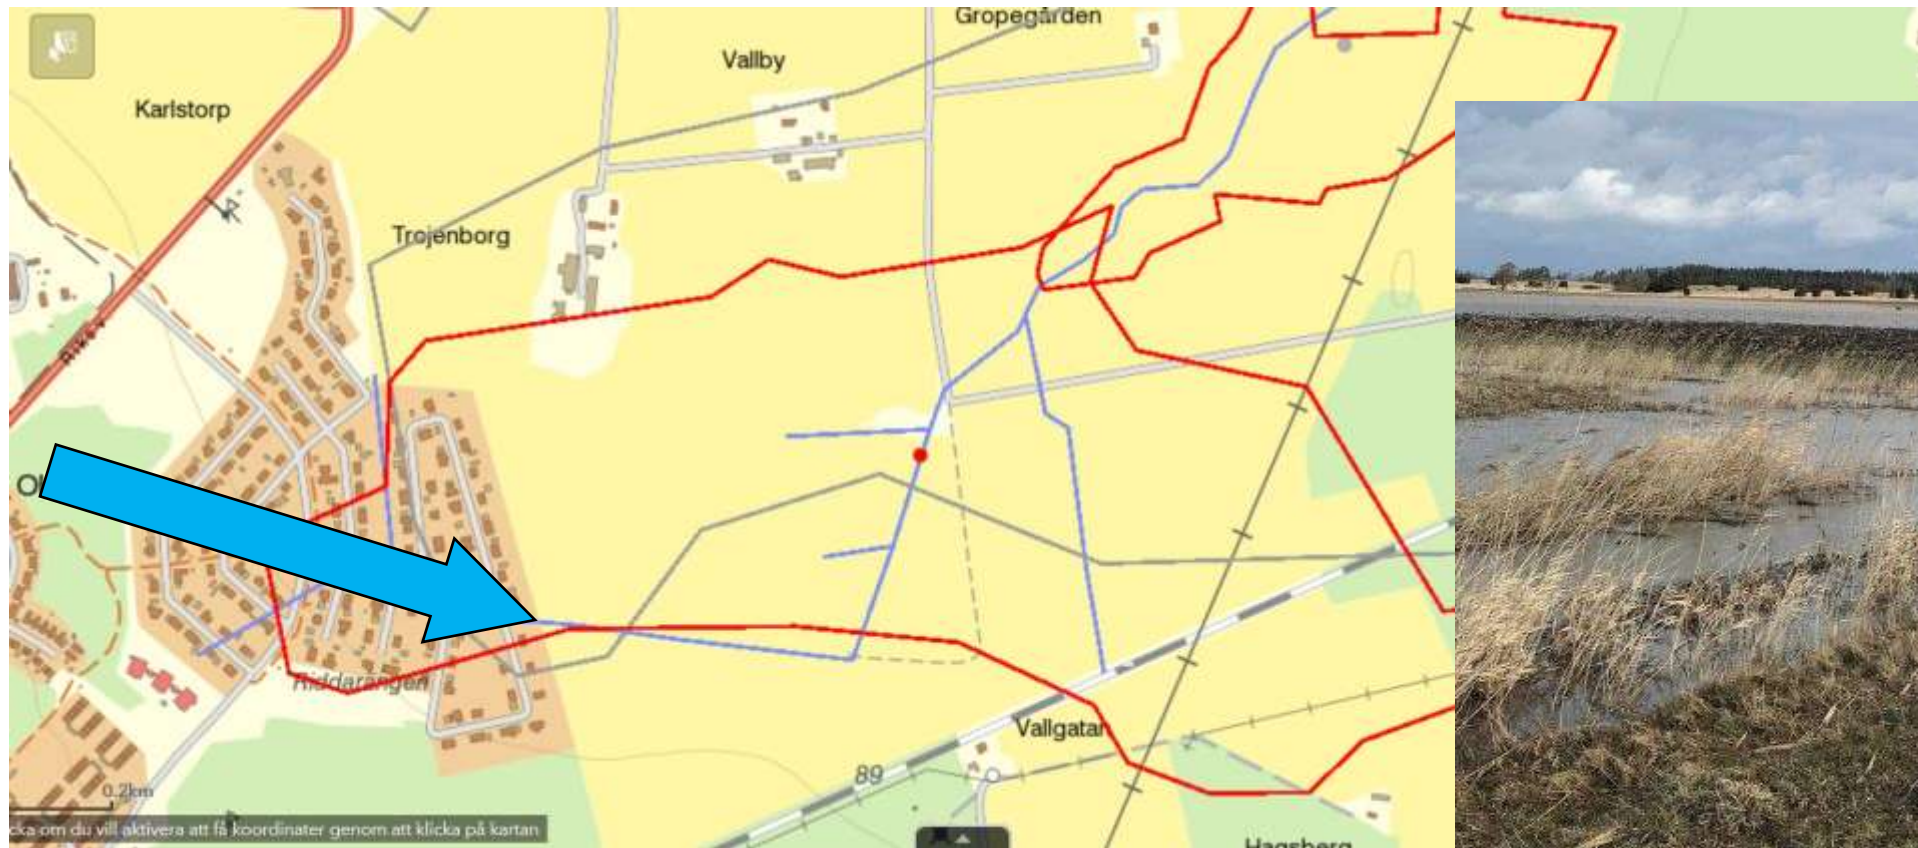 Gropegården
Vallby
Karlstorp
Trojenborg
Riddarängen
Vallgatan
89
0.2km
cka om du vill aktivera att få koordinater genom att klicka på kartan
Hagsberg